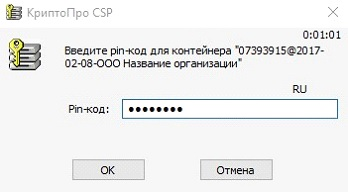 КриптоПро CSP
0:01:01
Введите pin-код для контейнера "07393915@2017-
02-08-ООО Название организации"
RU
Pin-код: ••••••••
OK
Отмена